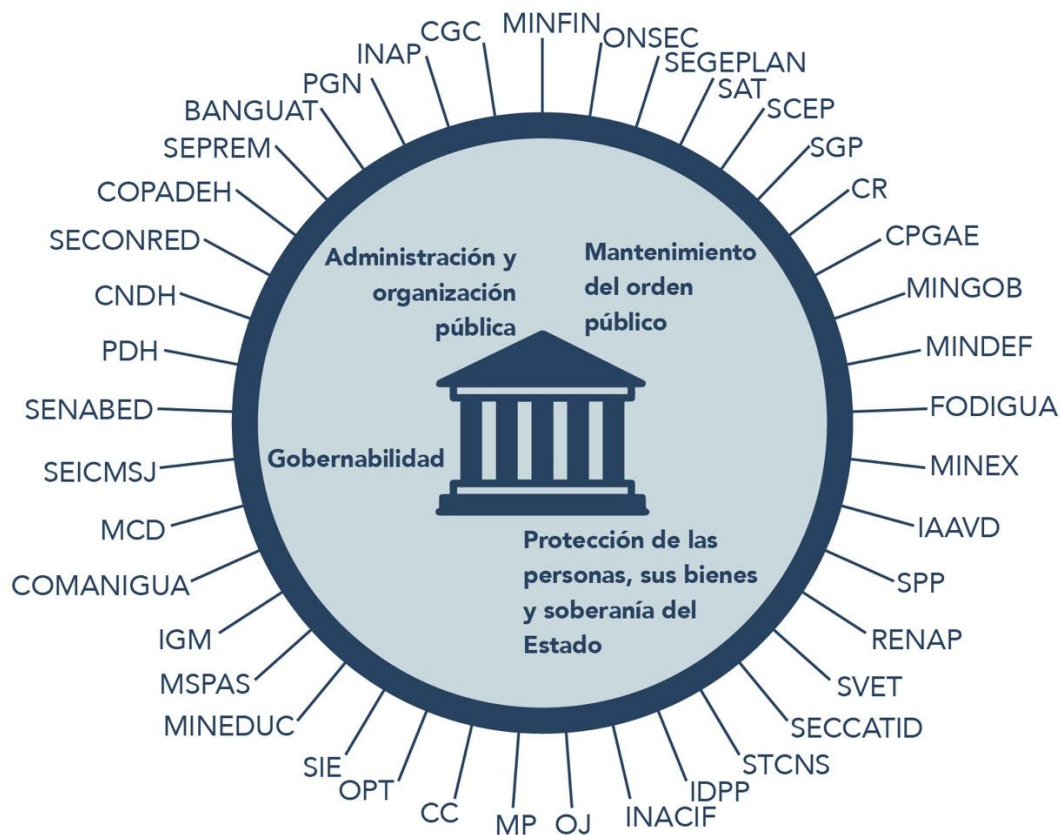 MINFIN
ONSEC
SEGEPLAN
SAT
SCEP
SGP
CR
CPGAE
MINGOB
MINDEF
FODIGUA
MINEX
IAAVD
SPP
RENAP
SVET
SECCATID
STCNS
IDPP
INACIF
OJ
MP
CC
OPT
SIE
MINEDUC
MSPAS
IGM
COMANIGUA
MCD
SEICMSJ
SENABED
PDH
CNDH
SECONRED
COPADEH
SEPREM
BANGUAT
PGN
INAP
CGC
Administración y
organización
pública
Mantenimiento
del orden
público
Gobernabilidad
Protección de las
personas, sus bienes
y soberanía del
Estado